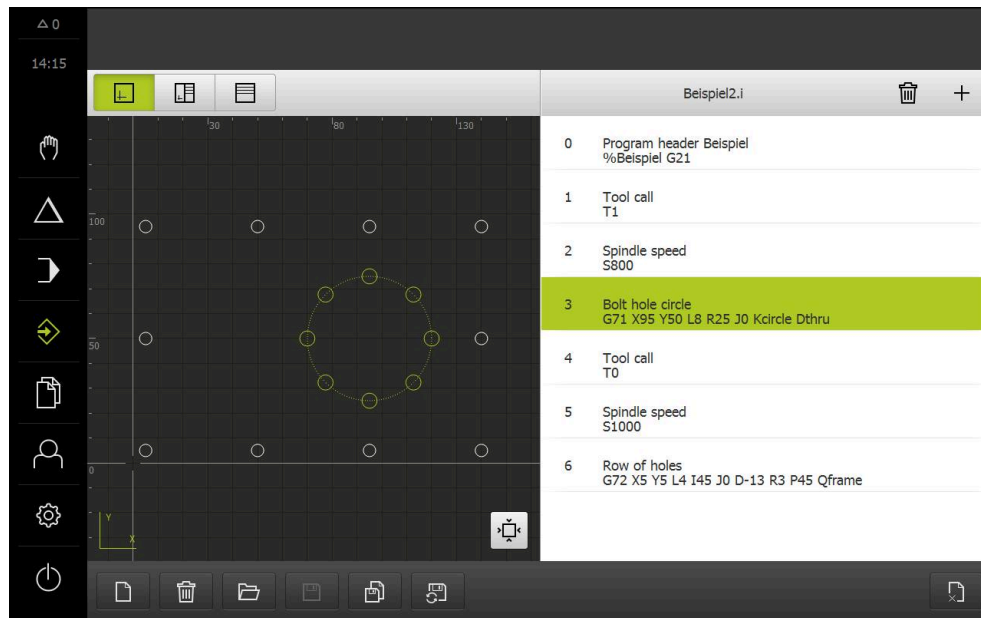 △ 0
14:15
Beispiel2.i
30 80 130
100
50
0
Y
X
0 Program header Beispiel
%Beispiel G21
1 Tool call
T1
2 Spindle speed
S800
3 Bolt hole circle
G71 X95 Y50 L8 R25 J0 Kcircle Dthru
4 Tool call
T0
5 Spindle speed
S1000
6 Row of holes
G72 X5 Y5 L4 I45 J0 D-13 R3 P45 Qframe